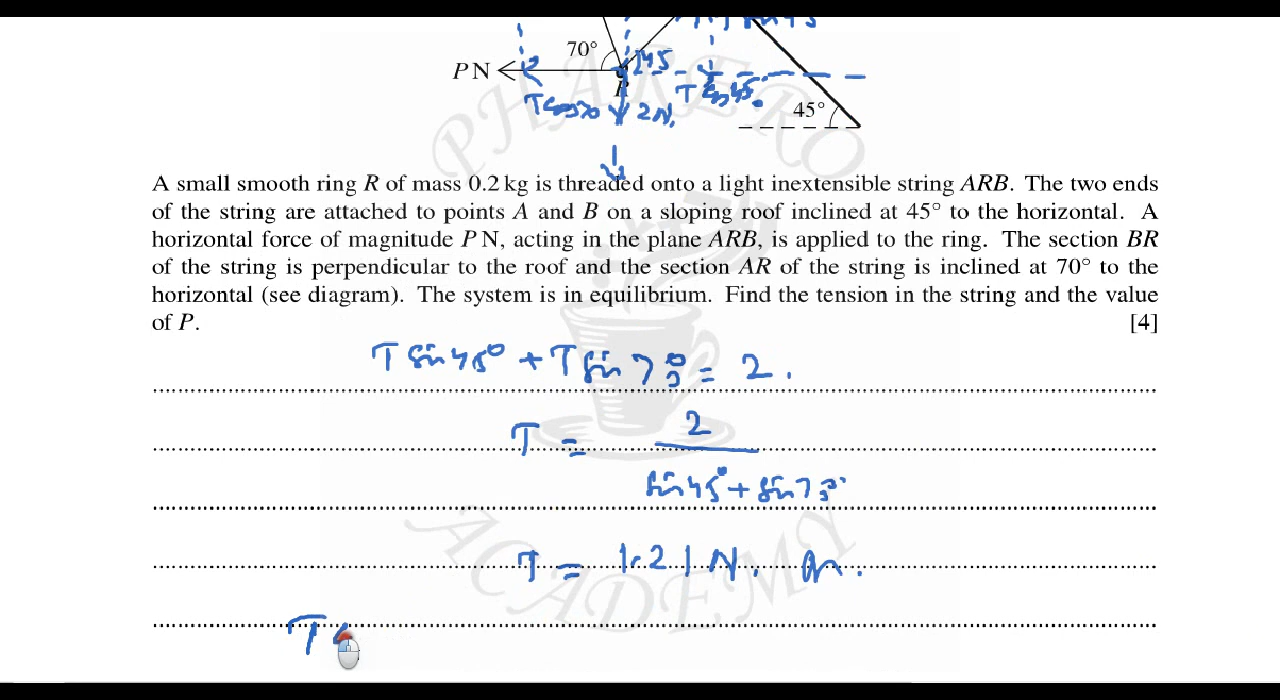 70°
P N
T cos70
2N.
T cos45°
45°
A small smooth ring R of mass 0.2 kg is threaded onto a light inextensible string ARB. The two ends
of the string are attached to points A and B on a sloping roof inclined at 45° to the horizontal. A
horizontal force of magnitude P N, acting in the plane ARB, is applied to the ring. The section BR
of the string is perpendicular to the roof and the section AR of the string is inclined at 70° to the
horizontal (see diagram). The system is in equilibrium. Find the tension in the string and the value
of P. [4]
T sin45° + T sin70° = 2.
T = 2
sin45° + sin70°
T = 1.21 N.
T
PHARERO
ACADEMY